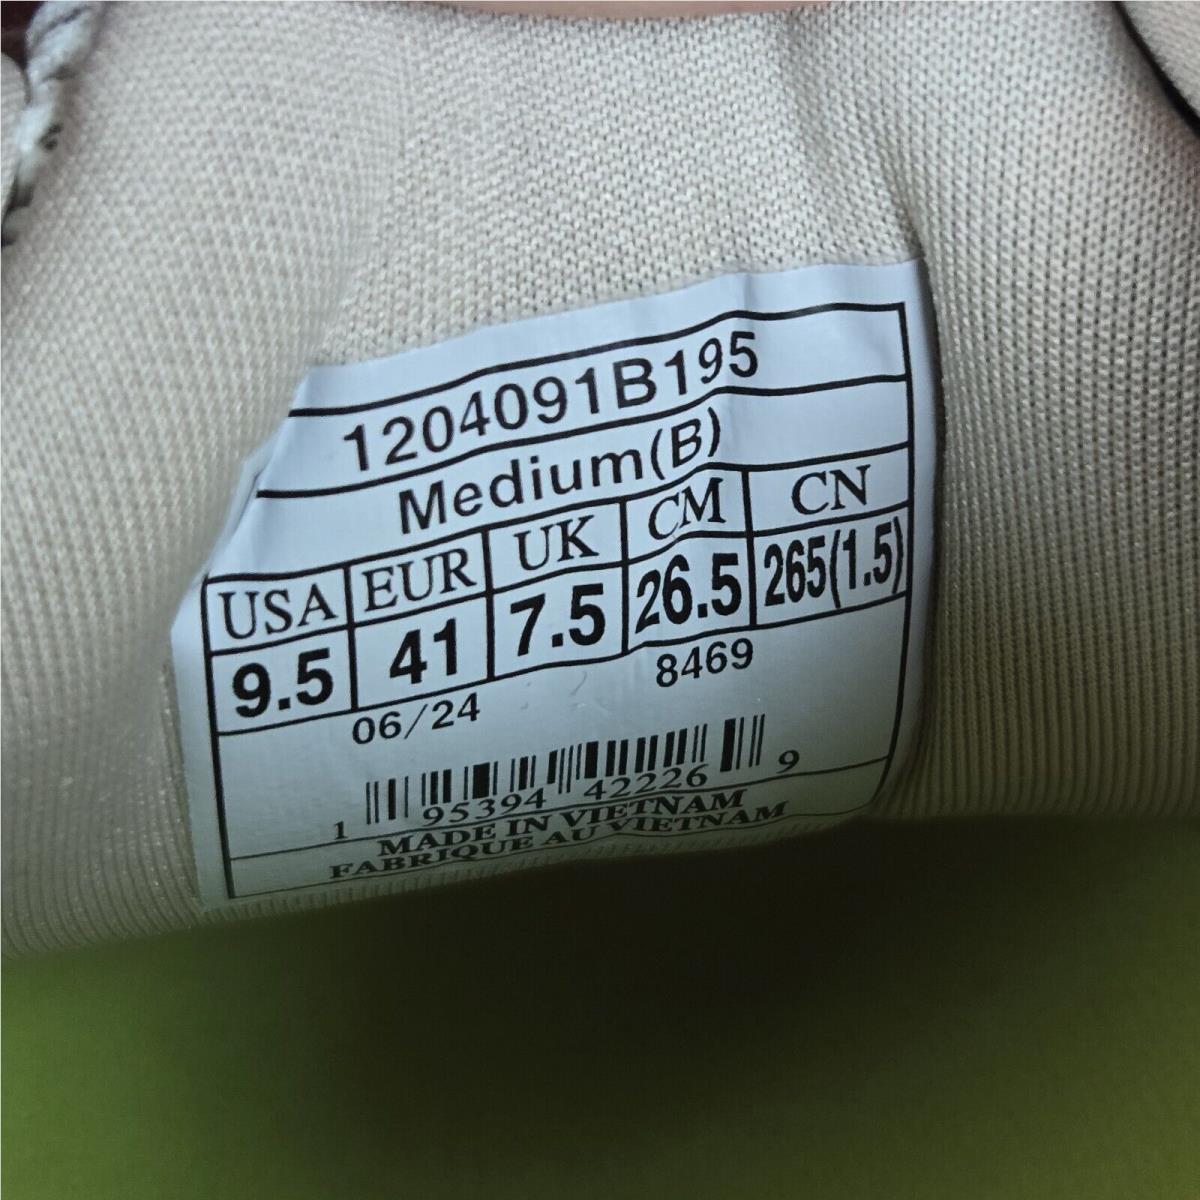 1204091B195
Medium(B)
USA EUR UK CM CN
9.5 41 7.5 26.5 265(1.5)
06/24 8469
1 95394 42226 9
MADE IN VIETNAM
FABRIQUE AU VIETNAM